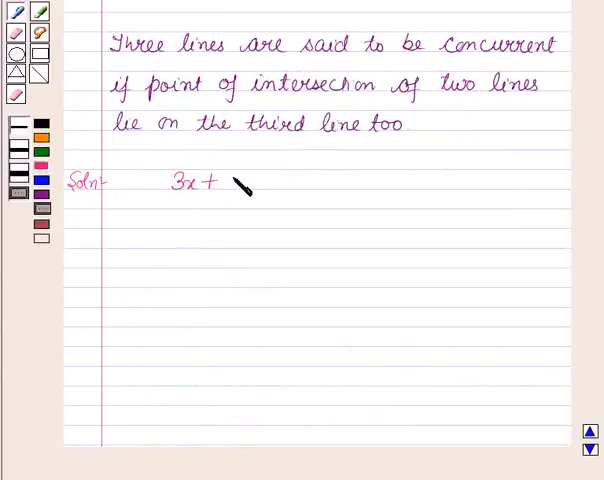 Three lines are said to be concurrent
if point of intersection of two lines
lie on the third line too
Soln:-
3x +